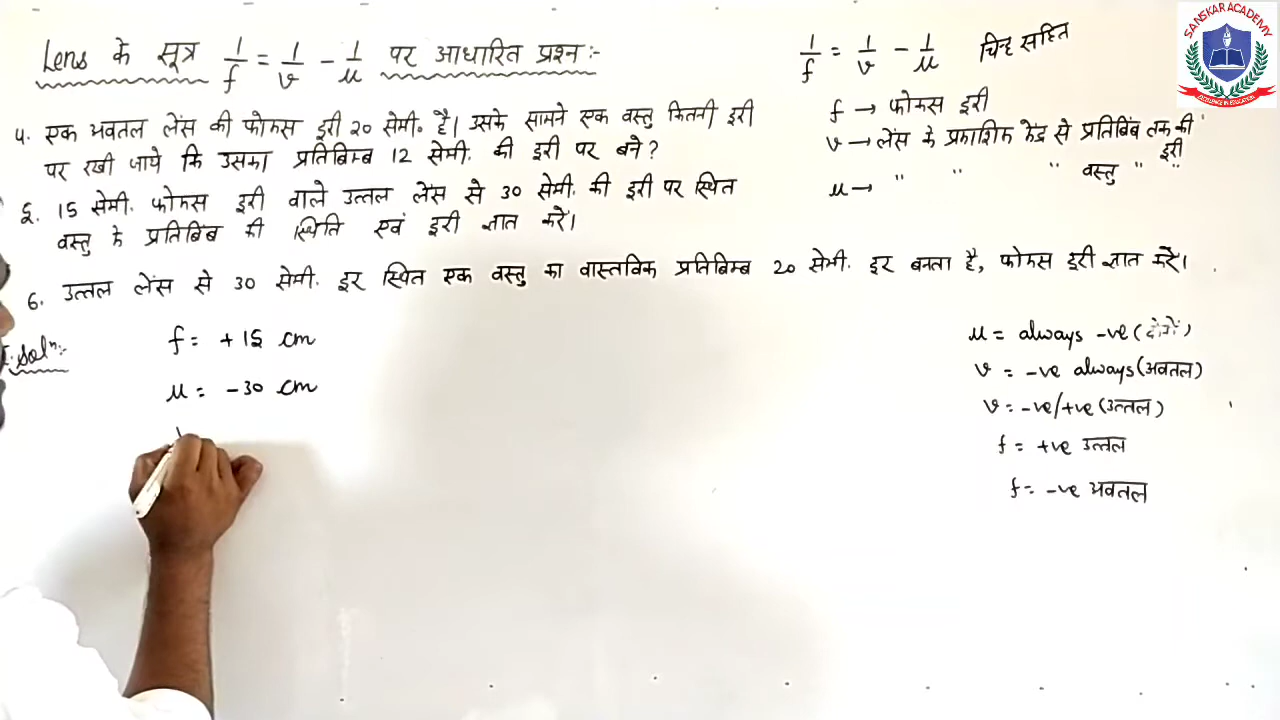 Lens के सूत्र 1/f = 1/v - 1/u पर आधारित प्रश्न:-
4. एक अवतल लेंस की फोकस दूरी 20 सेमी. है। उसके सामने एक वस्तु कितनी दूरी
पर रखी जाये कि उसका प्रतिबिम्ब 12 सेमी. की दूरी पर बने?
5. 15 सेमी. फोकस दूरी वाले उत्तल लेंस से 30 सेमी. की दूरी पर स्थित
वस्तु के प्रतिबिंब की स्थिति एवं दूरी ज्ञात करें।
6. उत्तल लेंस से 30 सेमी. दूर स्थित एक वस्तु का वास्तविक प्रतिबिम्ब 20 सेमी. दूर बनता है, फोकस दूरी ज्ञात करें।
1/f = 1/v - 1/u चिन्ह सहित
f → फोकस दूरी
v → लेंस के प्रकाशिक केंद्र से प्रतिबिंब तक की दूरी
u → " " " वस्तु " "
Solⁿ:-
f = +15 cm
u = -30 cm
u = always -ve (दोनों)
v = -ve always (अवतल)
v = -ve/+ve (उत्तल)
f = +ve उत्तल
f = -ve अवतल
SANSKAR ACADEMY
EXCELLENCE IN EDUCATION